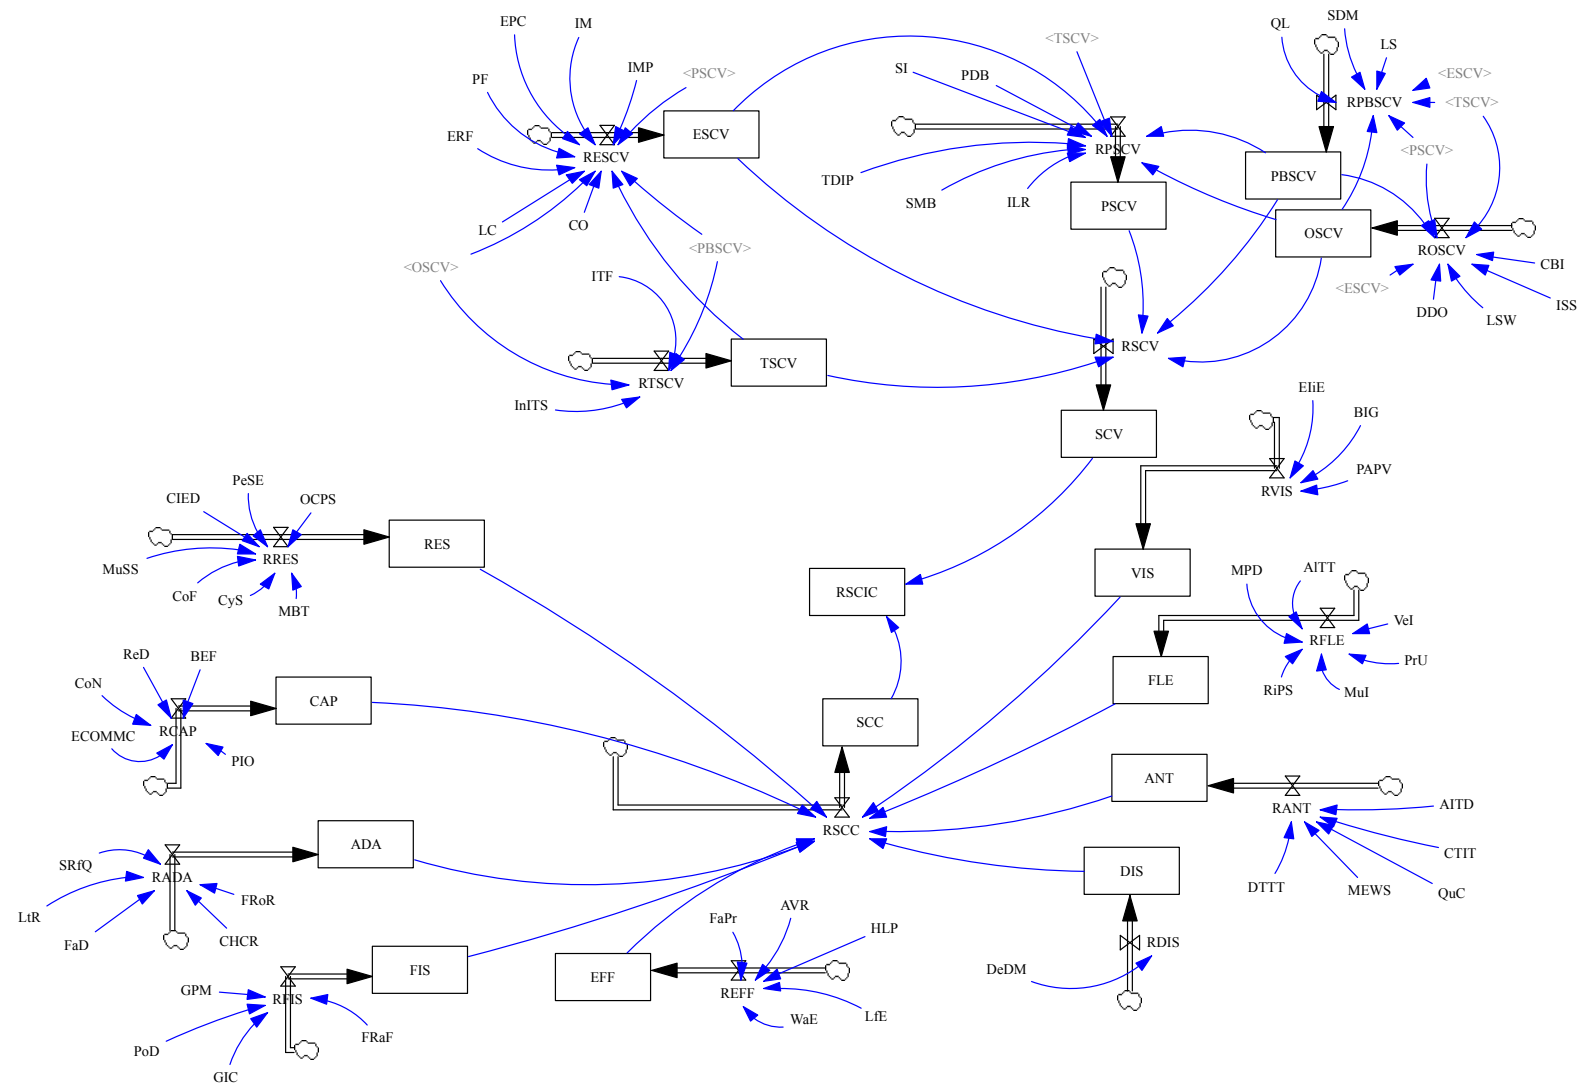 EPC
IM
<TSCV>
QL
SDM
LS
PF
IMP
<PSCV>
SI
PDB
<ESCV>
<TSCV>
RPBSCV
ERF
ESCV
RESCV
RPSCV
<PSCV>
TDIP
PBSCV
SMB
ILR
PSCV
LC
CO
OSCV
<PBSCV>
ROSCV
CBI
<OSCV>
ITF
<ESCV>
DDO
LSW
ISS
RSCV
TSCV
RTSCV
InITS
EIiE
BIG
SCV
PAPV
RVIS
PeSE
CIED
OCPS
RES
RRES
MuSS
CoF
CyS
MBT
VIS
RSCIC
MPD
AITT
VeI
RFLE
PrU
RiPS
MuI
FLE
ReD
BEF
CoN
CAP
ECOMMC
RCAP
PIO
SCC
ANT
RANT
AITD
RSCC
CTIT
DTTT
MEWS
QuC
ADA
SRfQ
RADA
LtR
FRoR
FaD
CHCR
DIS
RDIS
DeDM
FaPr
AVR
HLP
FIS
EFF
REFF
WaE
LfE
GPM
RFIS
PoD
FRaF
GIC